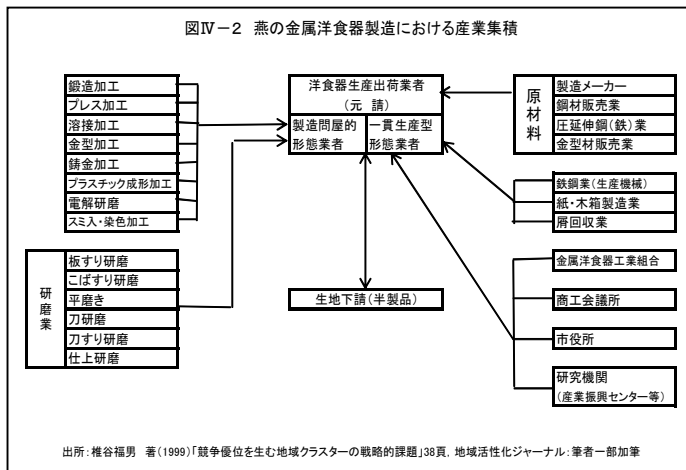 図Ⅳ－２ 燕の金属洋食器製造における産業集積
鍛造加工
プレス加工
溶接加工
金型加工
鋳金加工
プラスチック成形加工
電解研磨
スミ入・染色加工
研磨業
板すり研磨
こばすり研磨
平磨き
刀研磨
刀すり研磨
仕上研磨
洋食器生産出荷業者
（元 請）
製造問屋的
形態業者
一貫生産型
形態業者
生地下請（半製品）
原材料
製造メーカー
鋼材販売業
圧延伸銅（鉄）業
金型材販売業
鉄鋼業（生産機械）
紙・木箱製造業
屑回収業
金属洋食器工業組合
商工会議所
市役所
研究機関
（産業振興センター等）
出所：椎谷福男 著（1999）「競争優位を生む地域クラスターの戦略的課題」38頁，地域活性化ジャーナル：筆者一部加筆